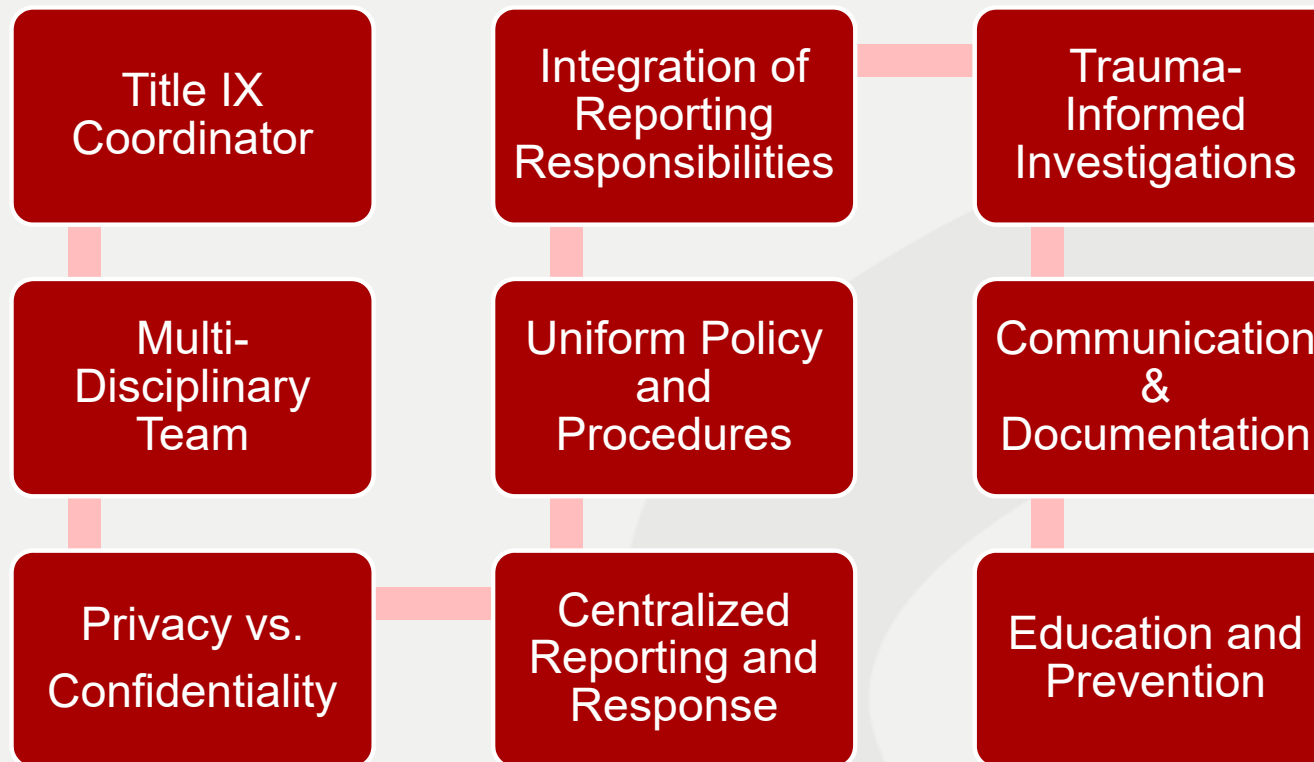 Title IX
Coordinator
Multi-
Disciplinary
Team
Privacy vs.
Confidentiality
Centralized
Reporting and
Response
Uniform Policy
and
Procedures
Integration of
Reporting
Responsibilities
Trauma-
Informed
Investigations
Communication
&
Documentation
Education and
Prevention